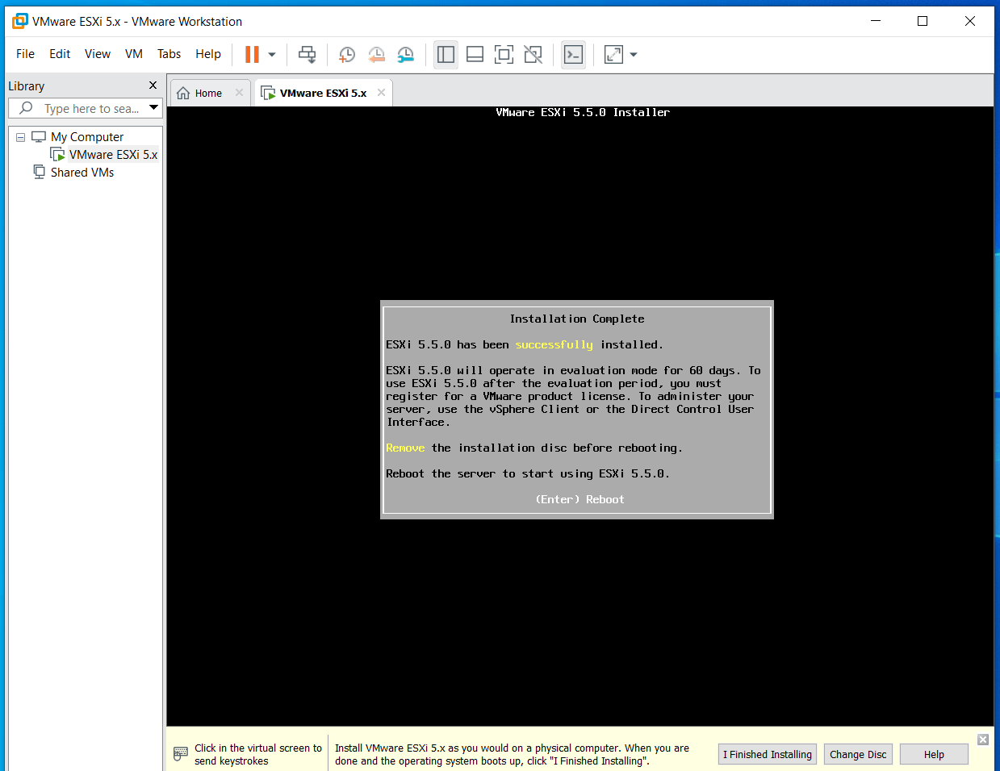 VMware ESXi 5.x - VMware Workstation
File Edit View VM Tabs Help
Library
Type here to sea...
My Computer
VMware ESXi 5.x
Shared VMs
Home
VMware ESXi 5.x
VMware ESXi 5.5.0 Installer
Installation Complete
ESXi 5.5.0 has been successfully installed.
ESXi 5.5.0 will operate in evaluation mode for 60 days. To
use ESXi 5.5.0 after the evaluation period, you must
register for a VMware product license. To administer your
server, use the vSphere Client or the Direct Control User
Interface.
Remove the installation disc before rebooting.
Reboot the server to start using ESXi 5.5.0.
(Enter) Reboot
Click in the virtual screen to
send keystrokes
Install VMware ESXi 5.x as you would on a physical computer. When you are
done and the operating system boots up, click "I Finished Installing".
I Finished Installing
Change Disc
Help